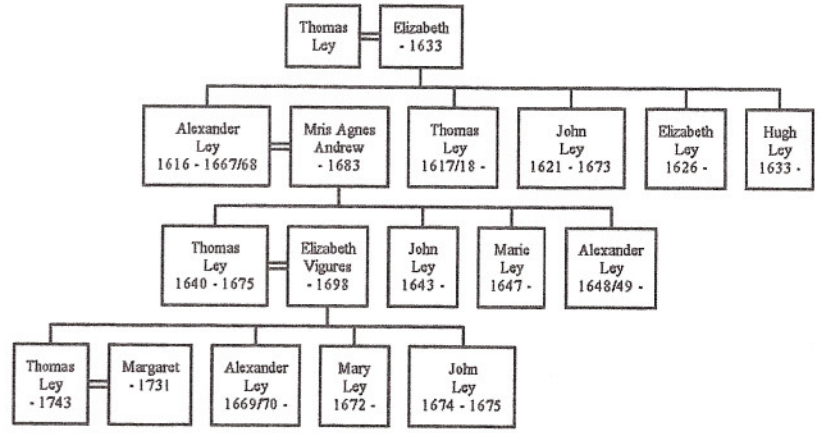 Thomas
Ley
Elizabeth
- 1633
Alexander
Ley
1616 - 1667/68
Mris Agnes
Andrew
- 1683
Thomas
Ley
1617/18 -
John
Ley
1621 - 1673
Elizabeth
Ley
1626 -
Hugh
Ley
1633 -
Thomas
Ley
1640 - 1675
Elizabeth
Vigures
- 1698
John
Ley
1643 -
Marie
Ley
1647 -
Alexander
Ley
1648/49 -
Thomas
Ley
- 1743
Margaret
- 1731
Alexander
Ley
1669/70 -
Mary
Ley
1672 -
John
Ley
1674 - 1675